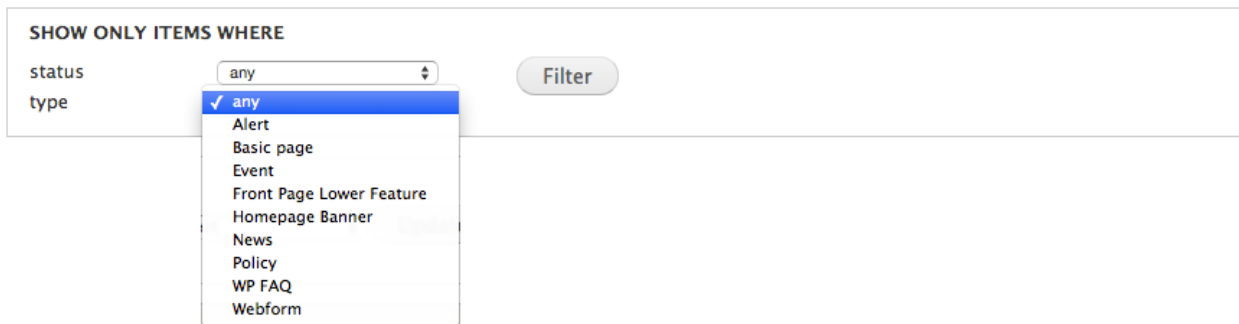 SHOW ONLY ITEMS WHERE
status any Filter
type ✓ any
Alert
Basic page
Event
Front Page Lower Feature
Homepage Banner
News
Policy
WP FAQ
Webform